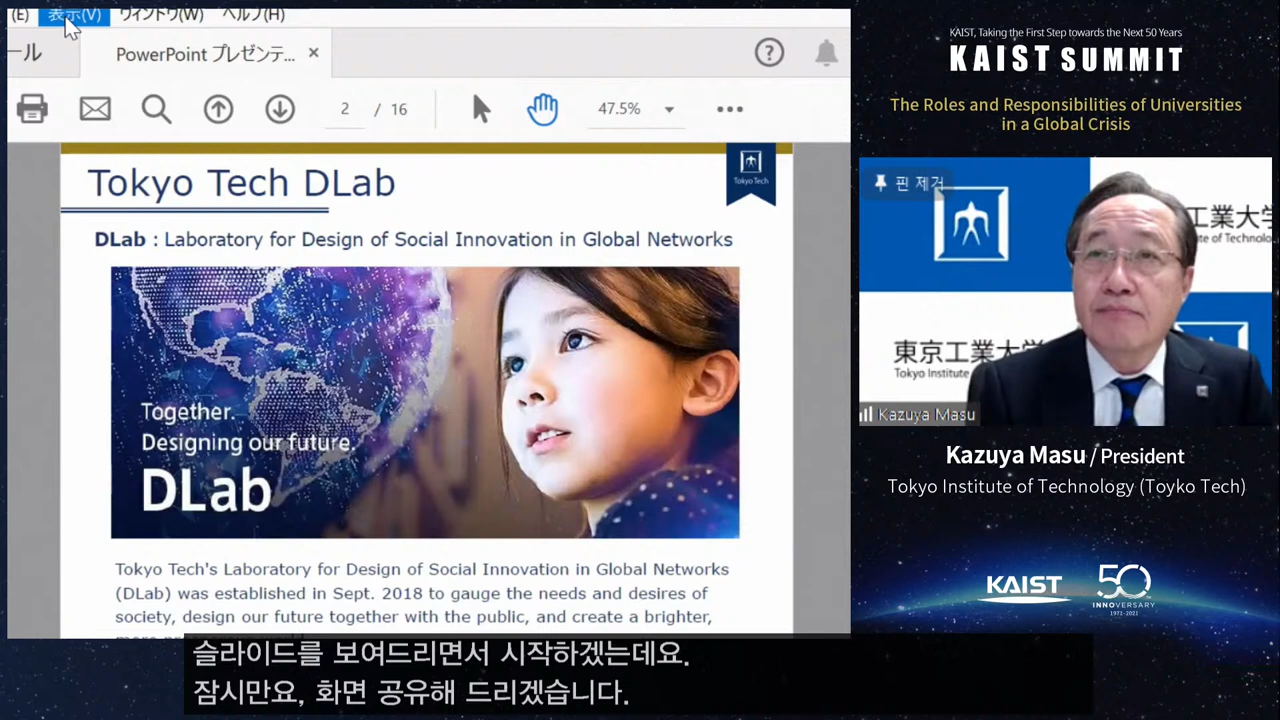 (E) 表示(V) ウィンドウ(W) ヘルプ(H)
ール PowerPoint プレゼンテ... ×
2 / 16 47.5%
Tokyo Tech DLab
Tokyo Tech
DLab : Laboratory for Design of Social Innovation in Global Networks
Together.
Designing our future.
DLab
Tokyo Tech's Laboratory for Design of Social Innovation in Global Networks
(DLab) was established in Sept. 2018 to gauge the needs and desires of
society, design our future together with the public, and create a brighter,
슬라이드를 보여드리면서 시작하겠는데요.
잠시만요, 화면 공유해 드리겠습니다.
KAIST, Taking the First Step towards the Next 50 Years
KAIST SUMMIT
The Roles and Responsibilities of Universities
in a Global Crisis
핀 제거
工業大学
ute of Technolo
東京工業大学
Tokyo Institute of
Kazuya Masu
Kazuya Masu / President
Tokyo Institute of Technology (Toyko Tech)
KAIST 50
INNOVERSARY
1971-2021